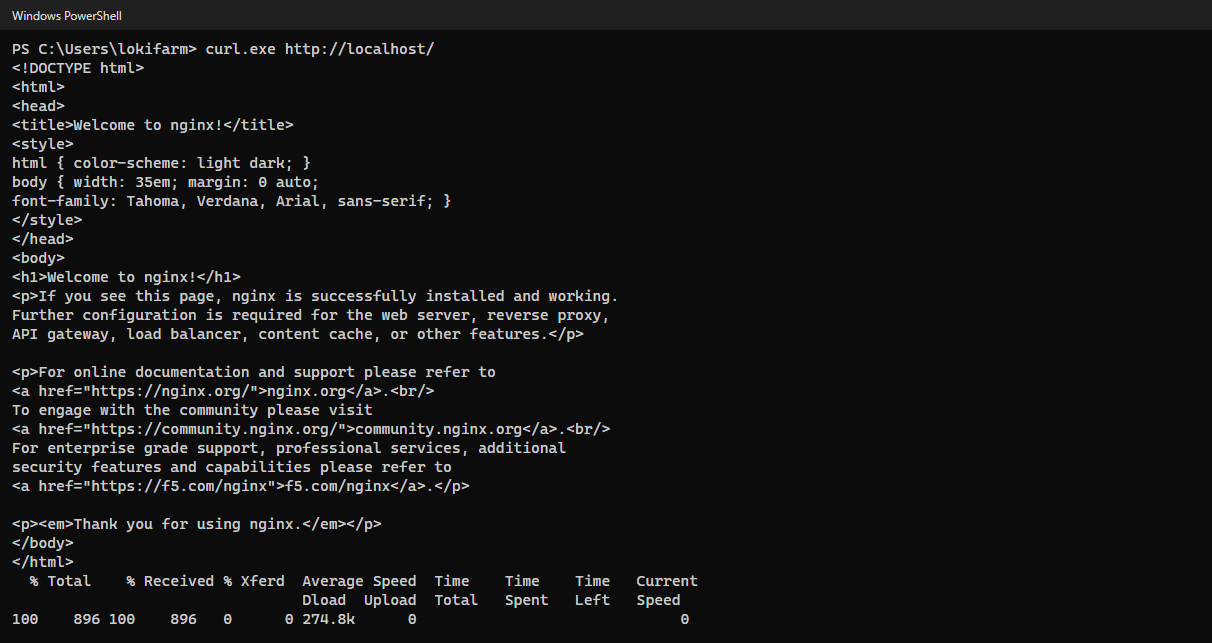 Windows PowerShell
PS C:\Users\lokifarm> curl.exe http://localhost/
<!DOCTYPE html>
<html>
<head>
<title>Welcome to nginx!</title>
<style>
html { color-scheme: light dark; }
body { width: 35em; margin: 0 auto;
font-family: Tahoma, Verdana, Arial, sans-serif; }
</style>
</head>
<body>
<h1>Welcome to nginx!</h1>
<p>If you see this page, nginx is successfully installed and working.
Further configuration is required for the web server, reverse proxy,
API gateway, load balancer, content cache, or other features.</p>

<p>For online documentation and support please refer to
<a href="https://nginx.org/">nginx.org</a>.<br/>
To engage with the community please visit
<a href="https://community.nginx.org/">community.nginx.org</a>.<br/>
For enterprise grade support, professional services, additional
security features and capabilities please refer to
<a href="https://f5.com/nginx">f5.com/nginx</a>.</p>

<p><em>Thank you for using nginx.</em></p>
</body>
</html>
  % Total    % Received % Xferd  Average Speed  Time    Time    Time   Current
                                 Dload  Upload  Total   Spent   Left   Speed
100    896 100    896   0      0 274.8k      0                              0